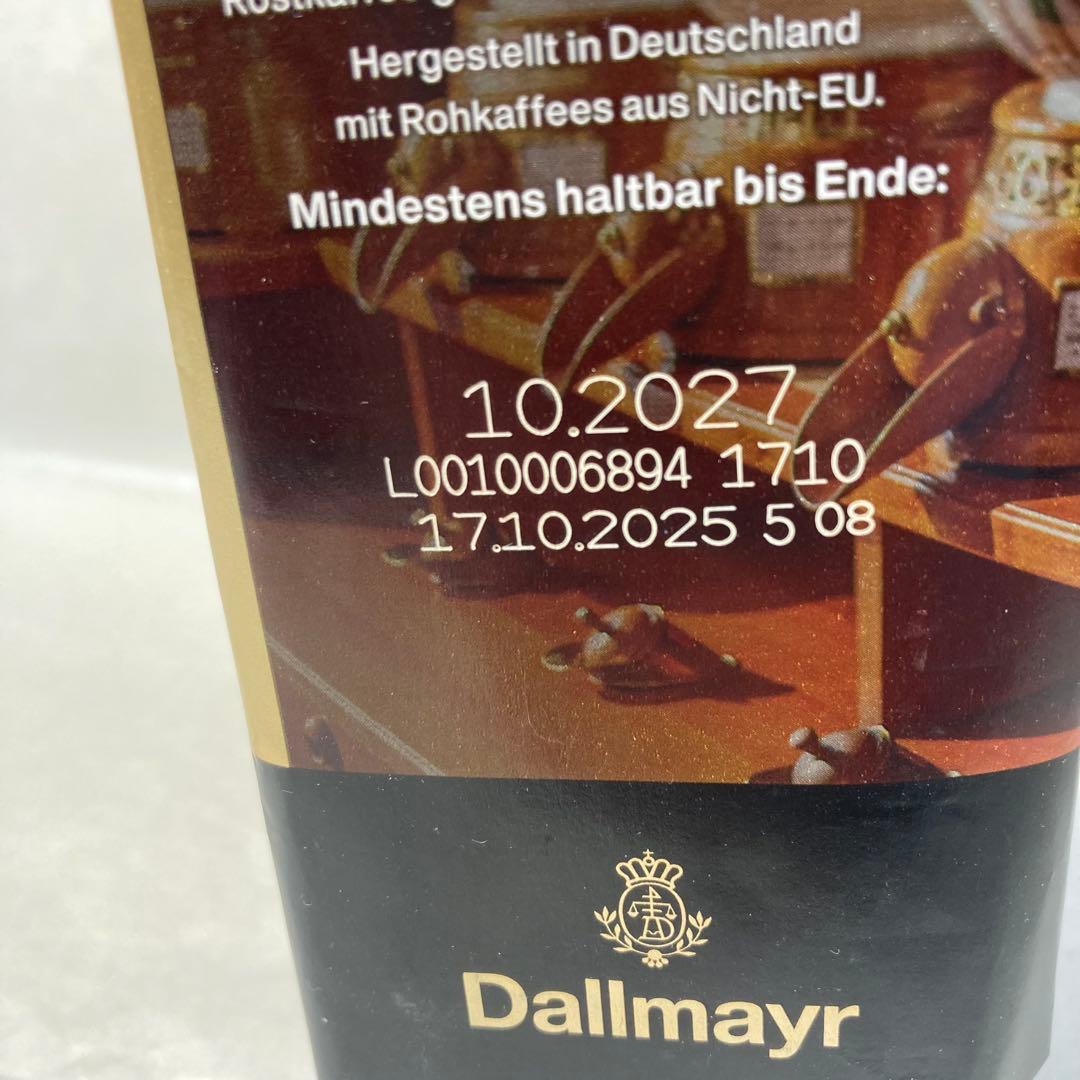 Hergestellt in Deutschland
mit Rohkaffees aus Nicht-EU.
Mindestens haltbar bis Ende:
10.2027
L0010006894 1710
17.10.2025 5 08
Dallmayr